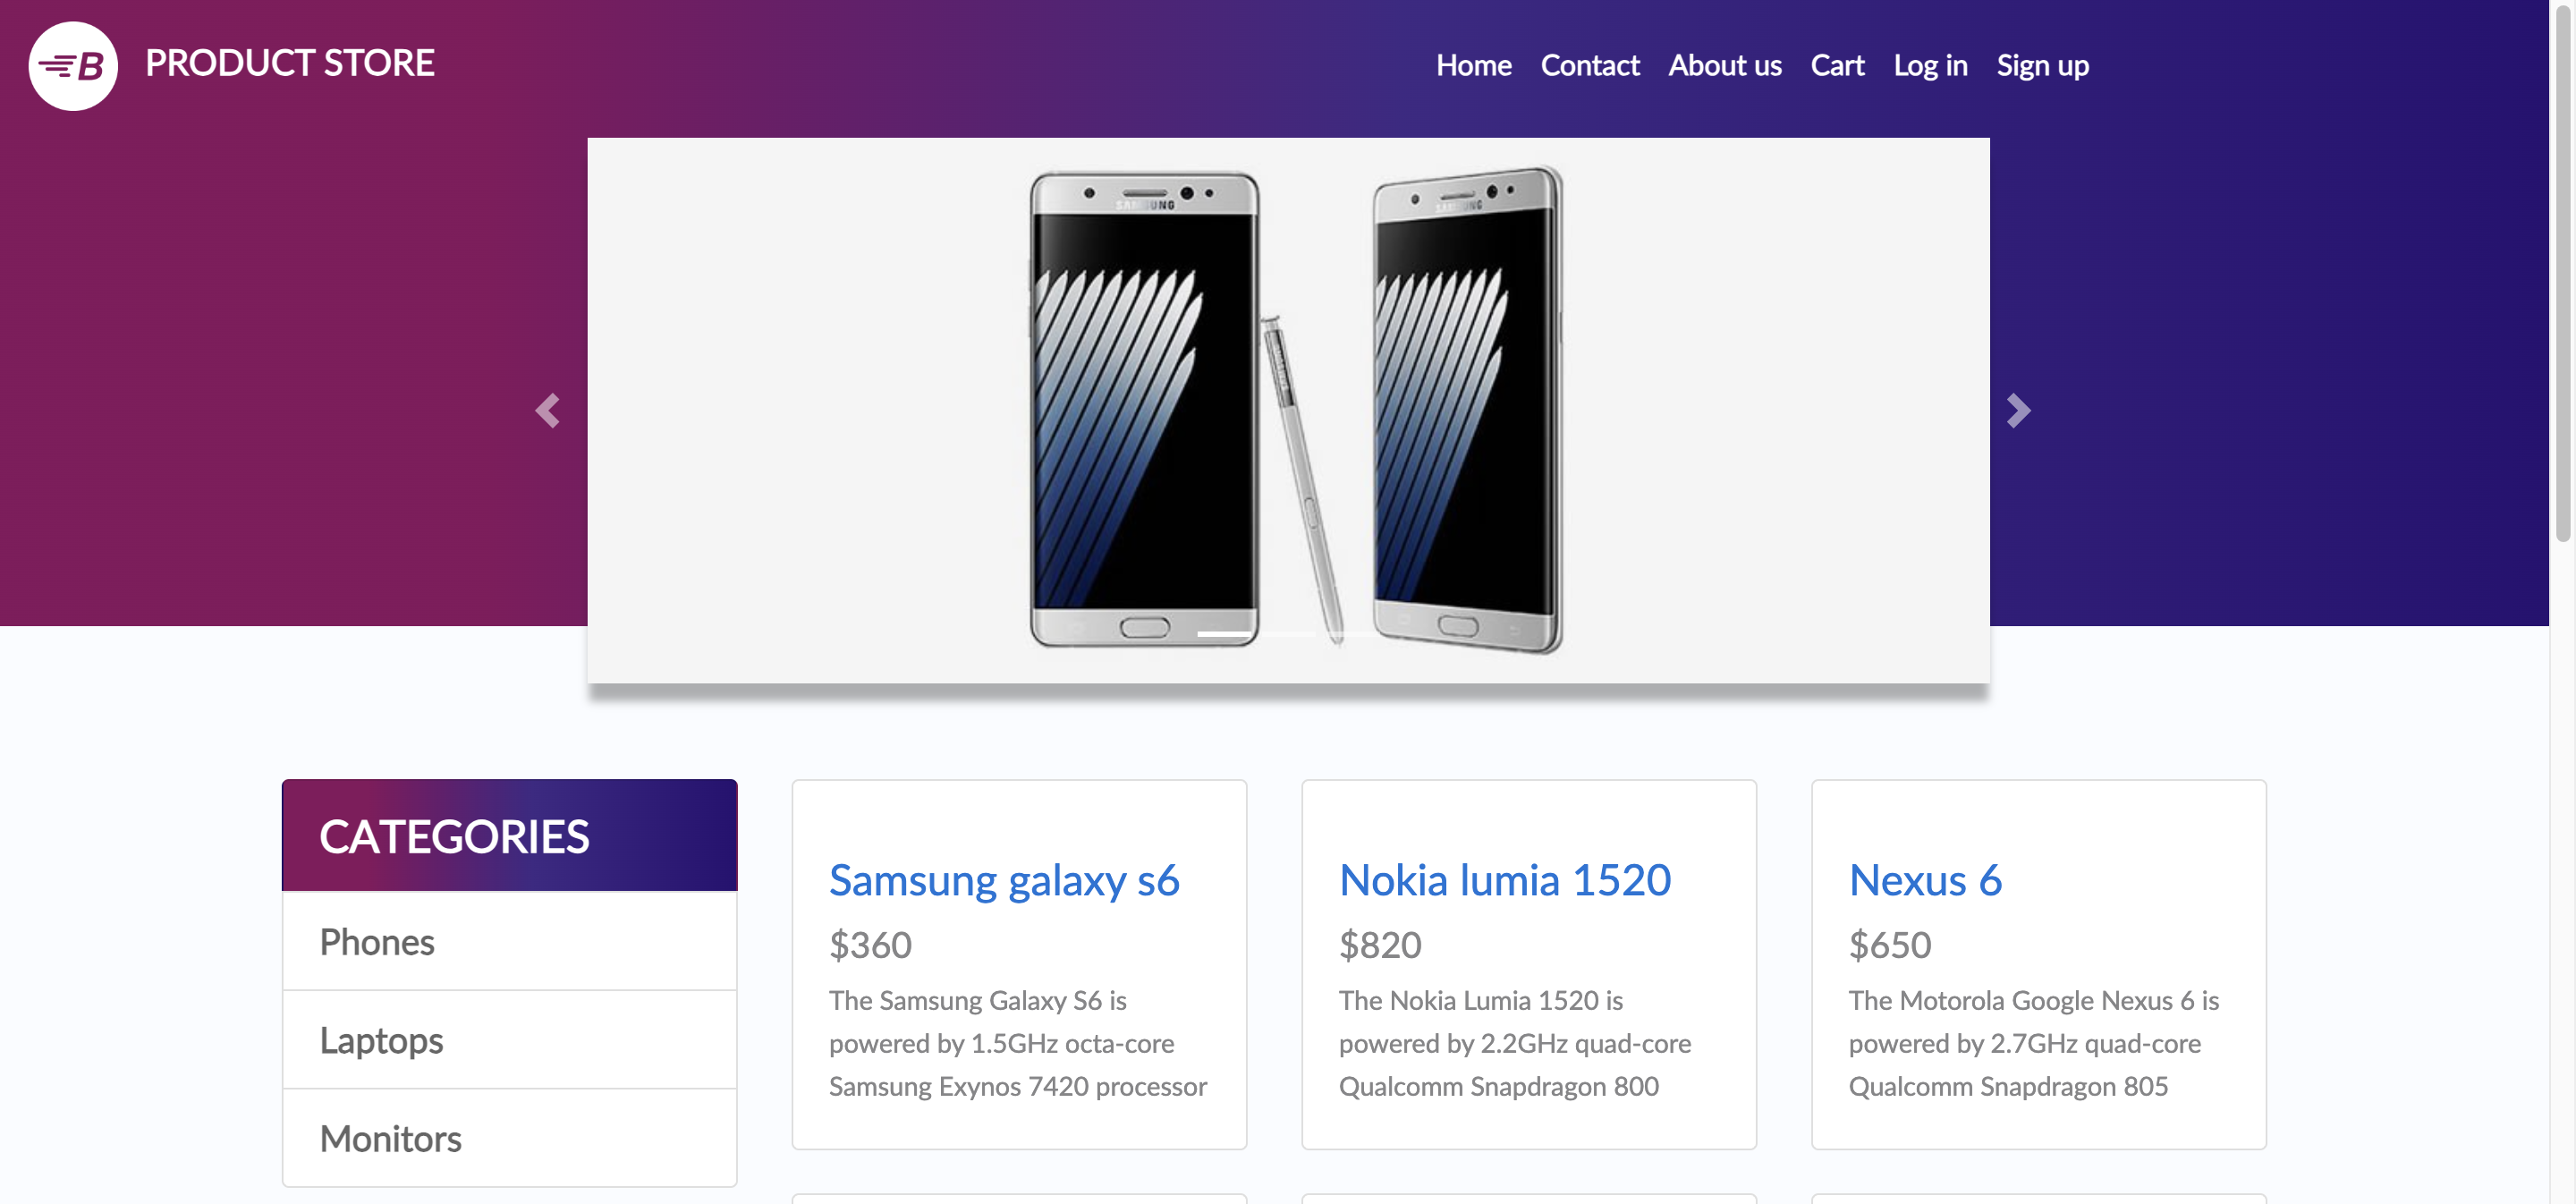 B PRODUCT STORE
Home Contact About us Cart Log in Sign up
SAMSUNG
SAMSUNG
CATEGORIES
Phones
Laptops
Monitors
Samsung galaxy s6
$360
The Samsung Galaxy S6 is
powered by 1.5GHz octa-core
Samsung Exynos 7420 processor
Nokia lumia 1520
$820
The Nokia Lumia 1520 is
powered by 2.2GHz quad-core
Qualcomm Snapdragon 800
Nexus 6
$650
The Motorola Google Nexus 6 is
powered by 2.7GHz quad-core
Qualcomm Snapdragon 805